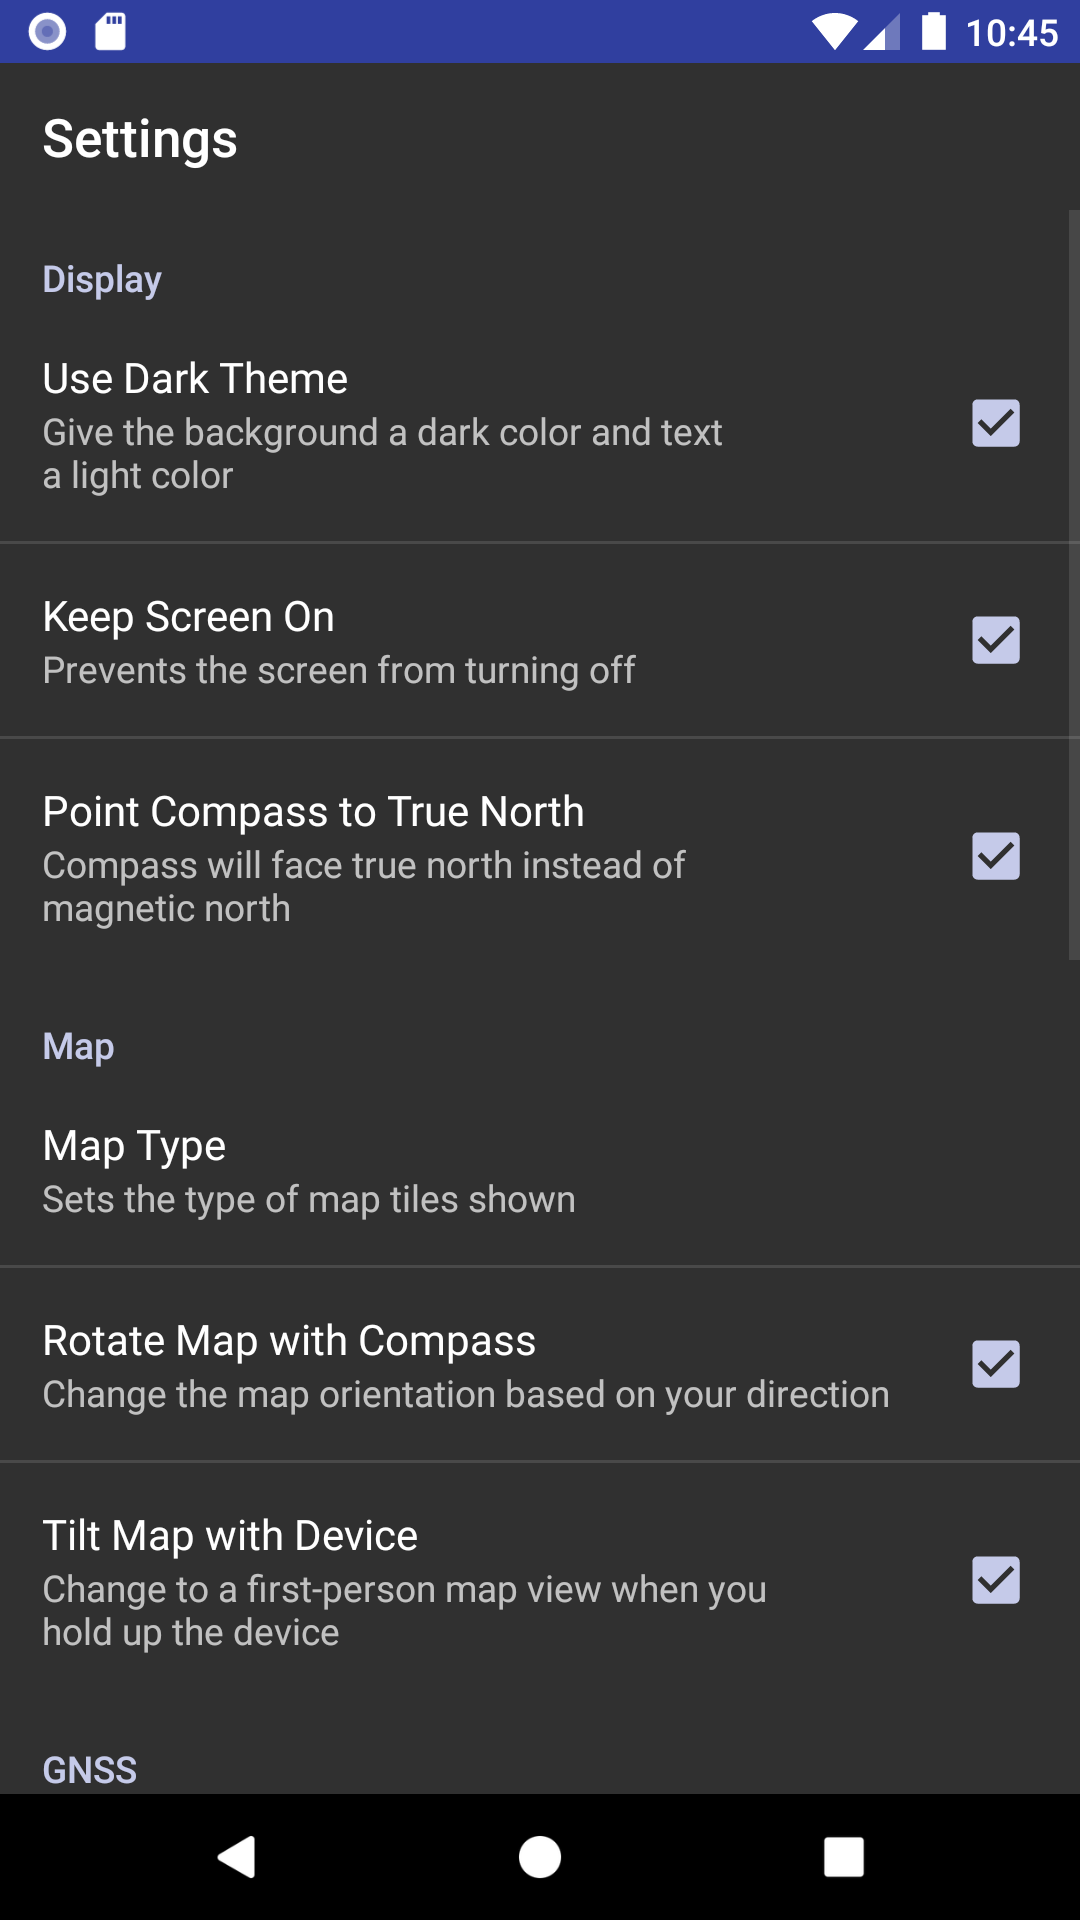 10:45
Settings
Display
Use Dark Theme
Give the background a dark color and text
a light color
Keep Screen On
Prevents the screen from turning off
Point Compass to True North
Compass will face true north instead of
magnetic north
Map
Map Type
Sets the type of map tiles shown
Rotate Map with Compass
Change the map orientation based on your direction
Tilt Map with Device
Change to a first-person map view when you
hold up the device
GNSS